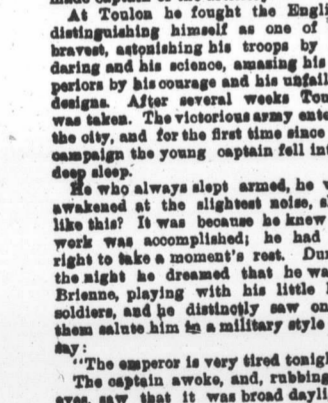 At Toulon he fought the Engli
distinguishing himself as one of
bravest, astonishing his troops by
daring and his science, amazing his
periors by his courage and his unfail
designs. After several weeks Tou
was taken. The victorious army ente
the city, and for the first time since
campaign the young captain fell int
deep sleep.
He who always slept armed, he w
awakened at the slightest noise, s
like this? It was because he knew
work was accomplished; he had
right to take a moment's rest. Dur
the night he dreamed that he wa
Brienne, playing with his little
soldiers, and he distinctly saw on
them salute him in a military style
say:
"The emperor is very tired tonigh
The captain awoke, and, rubbing
eyes, saw that it was broad dayli